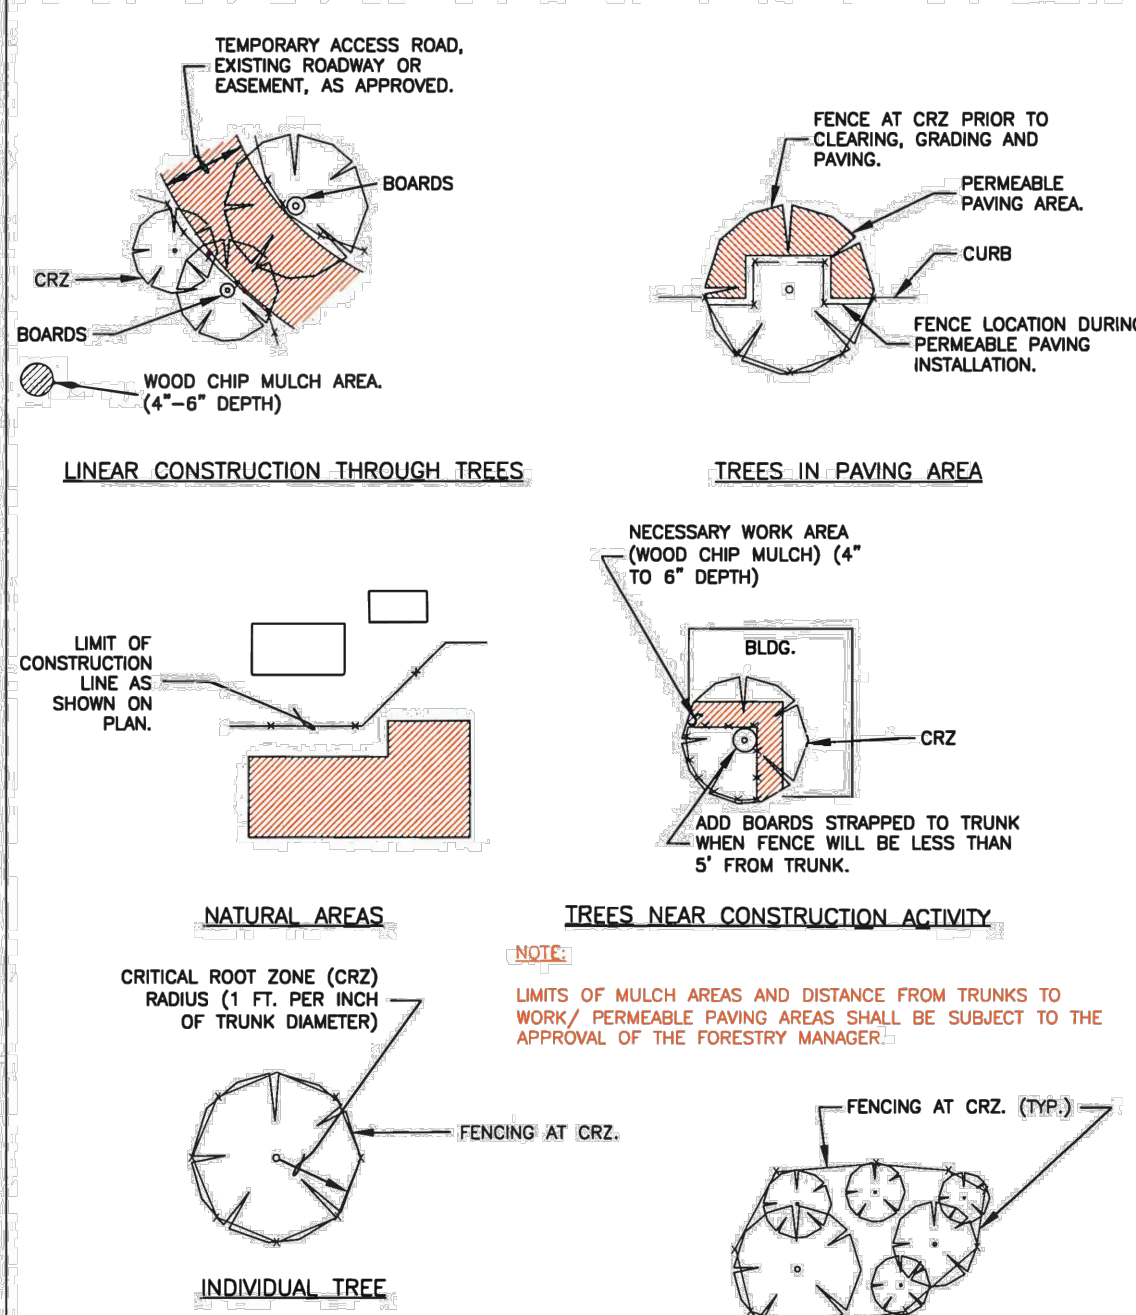 TEMPORARY ACCESS ROAD,
EXISTING ROADWAY OR
EASEMENT, AS APPROVED.
BOARDS
CRZ
BOARDS
WOOD CHIP MULCH AREA.
(4"-6" DEPTH)
LINEAR CONSTRUCTION THROUGH TREES
FENCE AT CRZ PRIOR TO
CLEARING, GRADING AND
PAVING.
PERMEABLE
PAVING AREA.
CURB
FENCE LOCATION DURING
PERMEABLE PAVING
INSTALLATION.
TREES IN PAVING AREA
LIMIT OF
CONSTRUCTION
LINE AS
SHOWN ON
PLAN.
NATURAL AREAS
NECESSARY WORK AREA
(WOOD CHIP MULCH) (4"
TO 6" DEPTH)
BLDG.
CRZ
ADD BOARDS STRAPPED TO TRUNK
WHEN FENCE WILL BE LESS THAN
5' FROM TRUNK.
TREES NEAR CONSTRUCTION ACTIVITY
NOTE:
LIMITS OF MULCH AREAS AND DISTANCE FROM TRUNKS TO
WORK/ PERMEABLE PAVING AREAS SHALL BE SUBJECT TO THE
APPROVAL OF THE FORESTRY MANAGER.
CRITICAL ROOT ZONE (CRZ)
RADIUS (1 FT. PER INCH
OF TRUNK DIAMETER)
FENCING AT CRZ.
INDIVIDUAL TREE
FENCING AT CRZ. (TYP.)